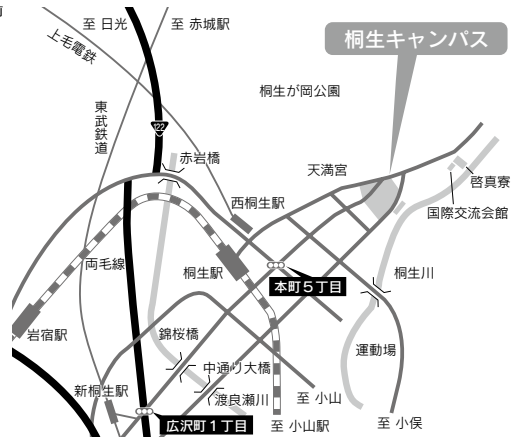 前
至 日光
至 赤城駅
上毛電鉄
桐生キャンパス
桐生が岡公園
東武鉄道
122
赤岩橋
天満宮
啓真寮
西桐生駅
国際交流会館
両毛線
桐生駅
桐生川
本町5丁目
岩宿駅
錦桜橋
運動場
中通り大橋
新桐生駅
渡良瀬川
至 小山
広沢町1丁目
至 小山駅
至 小俣